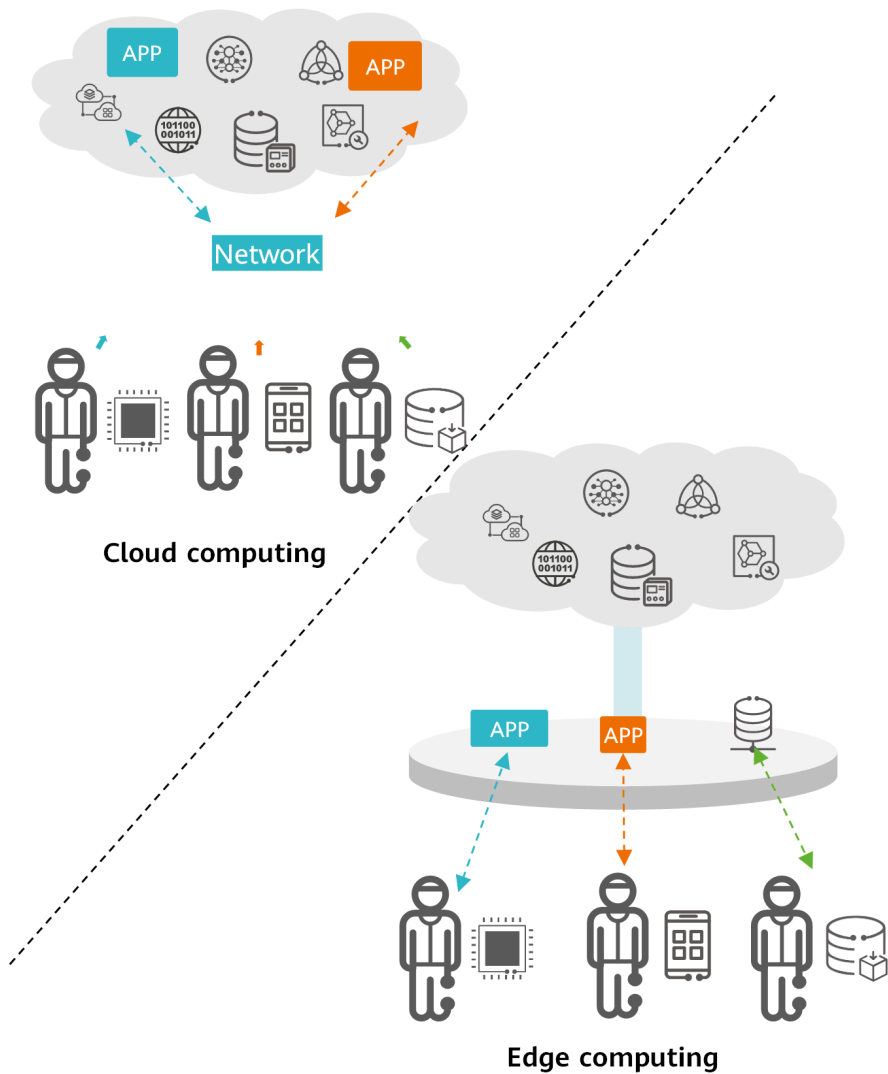 APP
APP
101100
001011
Network
Cloud computing
101100
001011
APP
APP
Edge computing